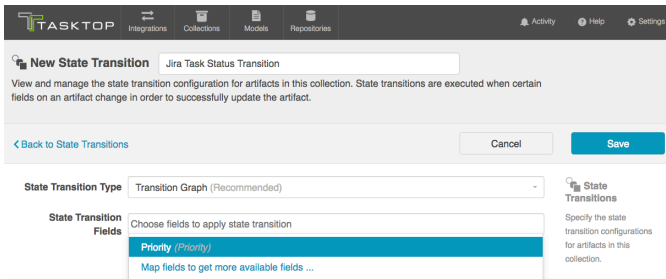 TASKTOP
Integrations
Collections
Models
Repositories
Activity
Help
Settings
New State Transition
Jira Task Status Transition
View and manage the state transition configuration for artifacts in this collection. State transitions are executed when certain
fields on an artifact change in order to successfully update the artifact.
Back to State Transitions
Cancel
Save
State Transition Type
Transition Graph (Recommended)
State Transition
Fields
Choose fields to apply state transition
Priority (Priority)
Map fields to get more available fields ...
State
Transitions
Specify the state
transition configurations
for artifacts in this
collection.